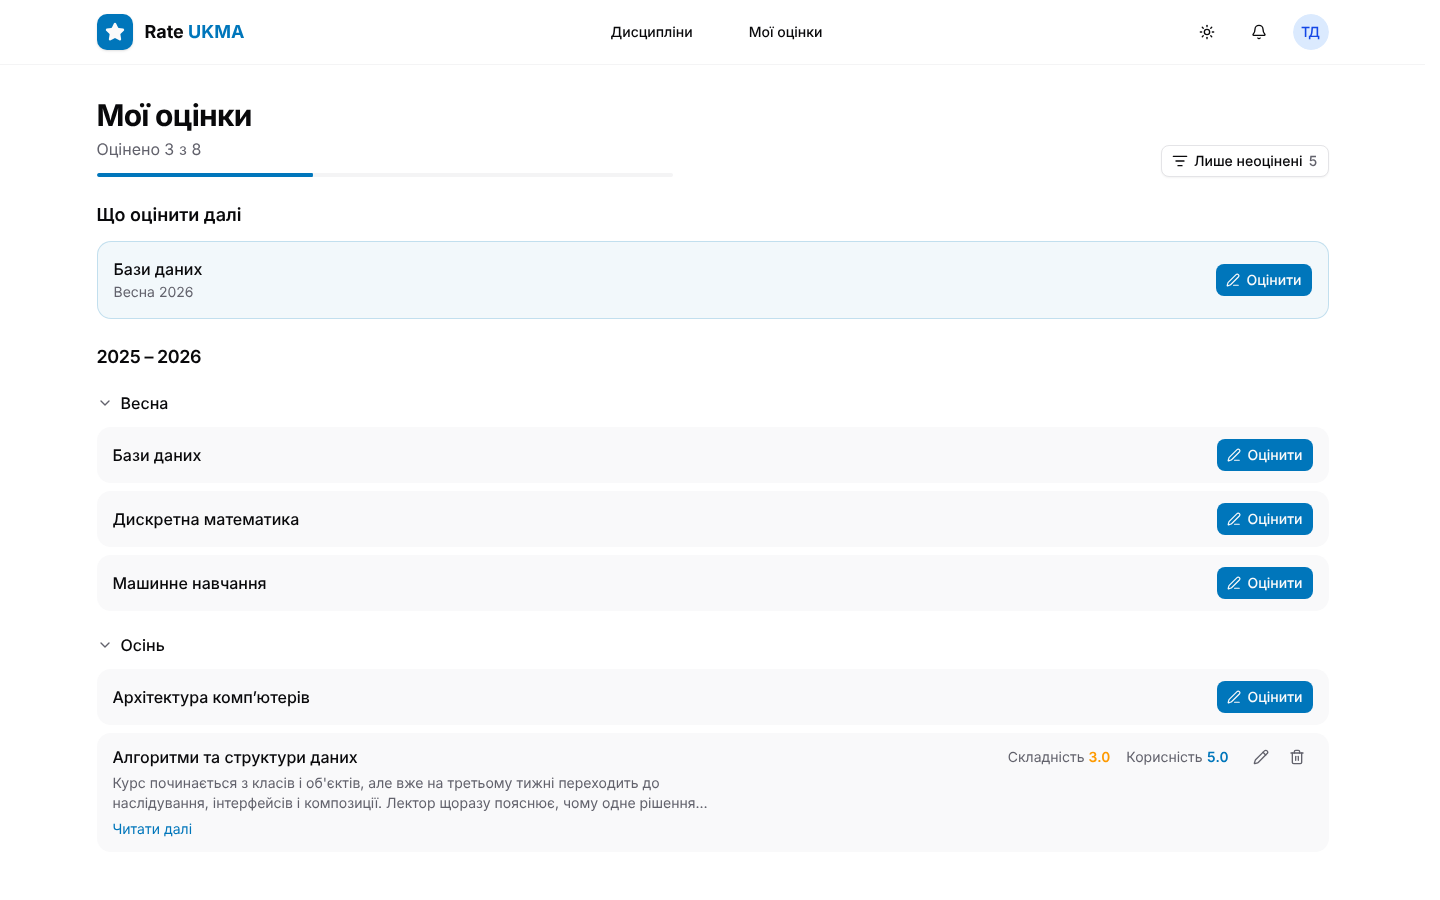 Rate UKMA
Дисципліни
Мої оцінки
ТД
Мої оцінки
Оцінено 3 з 8
Лише неоцінені 5
Що оцінити далі
Бази даних
Весна 2026
Оцінити
2025 – 2026
Весна
Бази даних
Оцінити
Дискретна математика
Оцінити
Машинне навчання
Оцінити
Осінь
Архітектура комп’ютерів
Оцінити
Алгоритми та структури даних
Складність 3.0
Корисність 5.0
Курс починається з класів і об'єктів, але вже на третьому тижні переходить до
наслідування, інтерфейсів і композиції. Лектор щоразу пояснює, чому одне рішення...
Читати далі